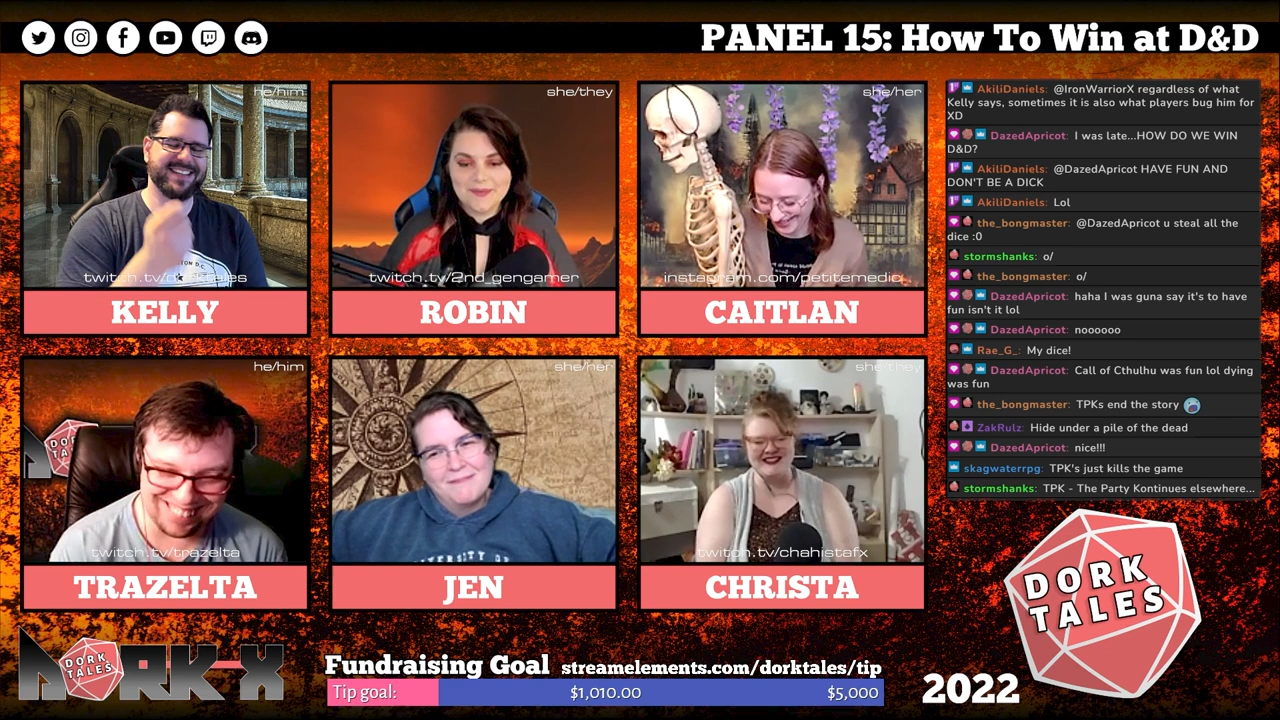 PANEL 15: How To Win at D&D
he/him
twitch.tv/dorktales
KELLY
she/they
twitch.tv/2nd_gengamer
ROBIN
she/her
instagram.com/petitemedic
CAITLAN
he/him
twitch.tv/trazelta
TRAZELTA
she/her
JEN
she/they
twitch.tv/chahistafx
CHRISTA
AkiliDaniels: @IronWarriorX regardless of what
Kelly says, sometimes it is also what players bug him for
XD
DazedApricot: I was late...HOW DO WE WIN
D&D?
AkiliDaniels: @DazedApricot HAVE FUN AND
DON'T BE A DICK
AkiliDaniels: Lol
the_bongmaster: @DazedApricot u steal all the
dice :0
stormshanks: o/
the_bongmaster: o/
DazedApricot: haha I was guna say it's to have
fun isn't it lol
DazedApricot: noooooo
Rae_G_: My dice!
DazedApricot: Call of Cthulhu was fun lol dying
was fun
the_bongmaster: TPKs end the story
ZakRulz: Hide under a pile of the dead
DazedApricot: nice!!!
skagwaterrpg: TPK's just kills the game
stormshanks: TPK - The Party Kontinues elsewhere...
DORK
TALES
DORK-X
DORK
TALES
Fundraising Goal streamelements.com/dorktales/tip
Tip goal: $1,010.00 $5,000
2022